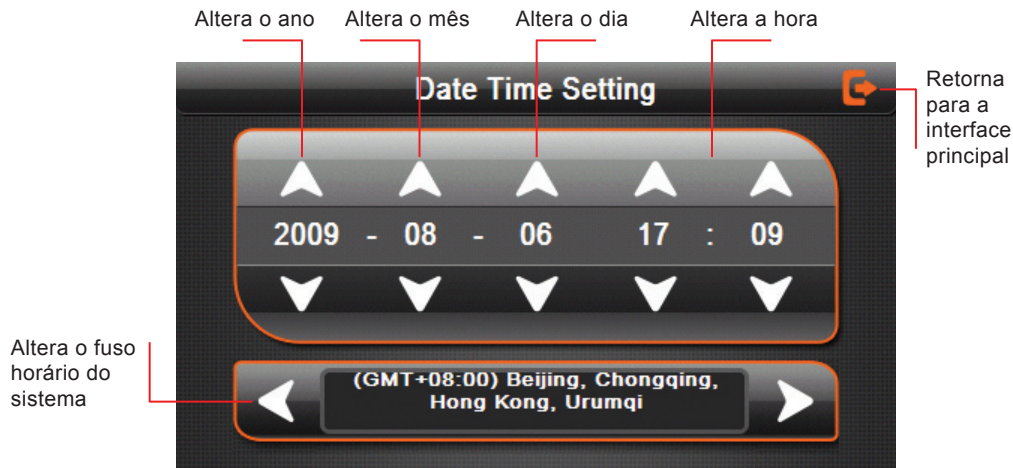 Altera o ano
Altera o mês
Altera o dia
Altera a hora
Date Time Setting
Retorna
para a
interface
principal
2009 - 08 - 06 17 : 09
Altera o fuso
horário do
sistema
(GMT+08:00) Beijing, Chongqing,
Hong Kong, Urumqi